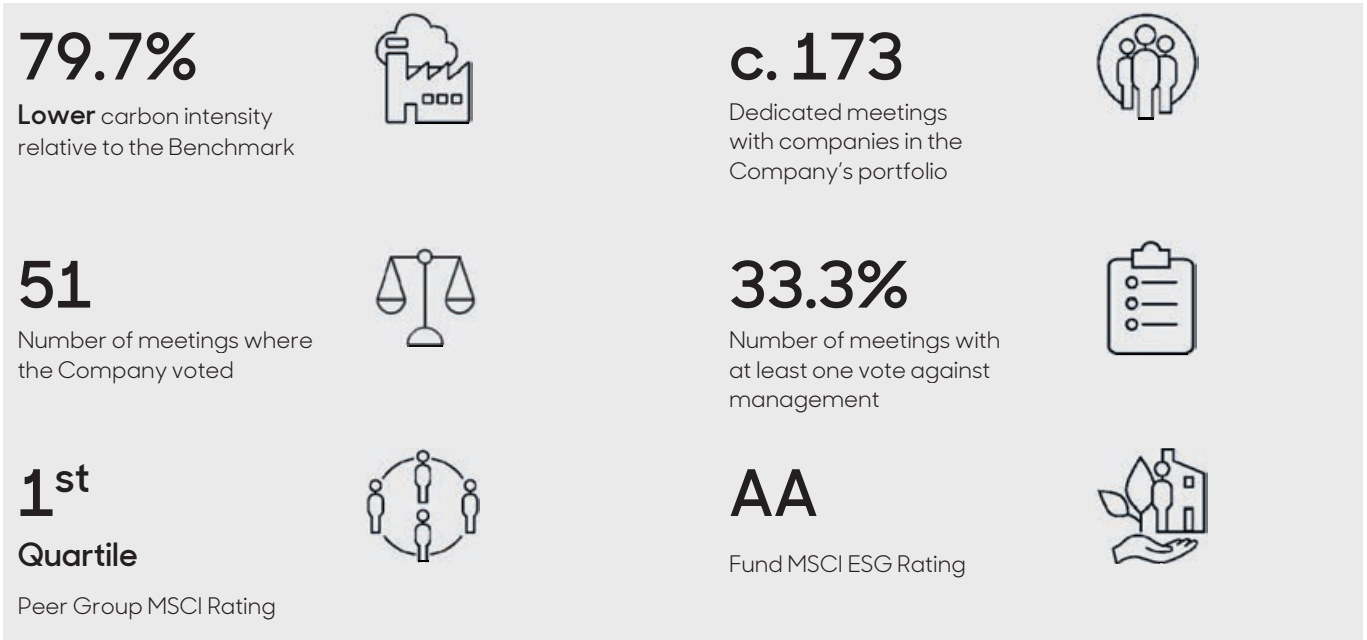 79.7%
Lower carbon intensity
relative to the Benchmark
c. 173
Dedicated meetings
with companies in the
Company's portfolio
51
Number of meetings where
the Company voted
33.3%
Number of meetings with
at least one vote against
management
1st
Quartile
Peer Group MSCI Rating
AA
Fund MSCI ESG Rating